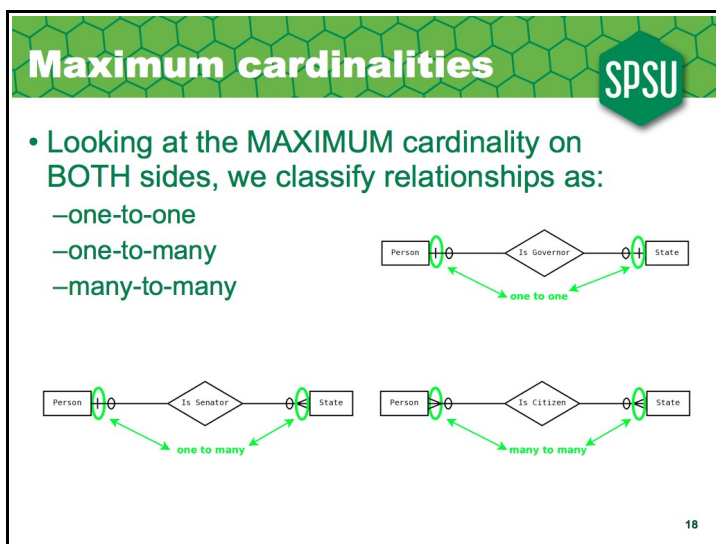 Maximum cardinalities
SPSU
• Looking at the MAXIMUM cardinality on
BOTH sides, we classify relationships as:
–one-to-one
–one-to-many
–many-to-many
Person Is Governor State
one to one
Person Is Senator State
one to many
Person Is Citizen State
many to many
18